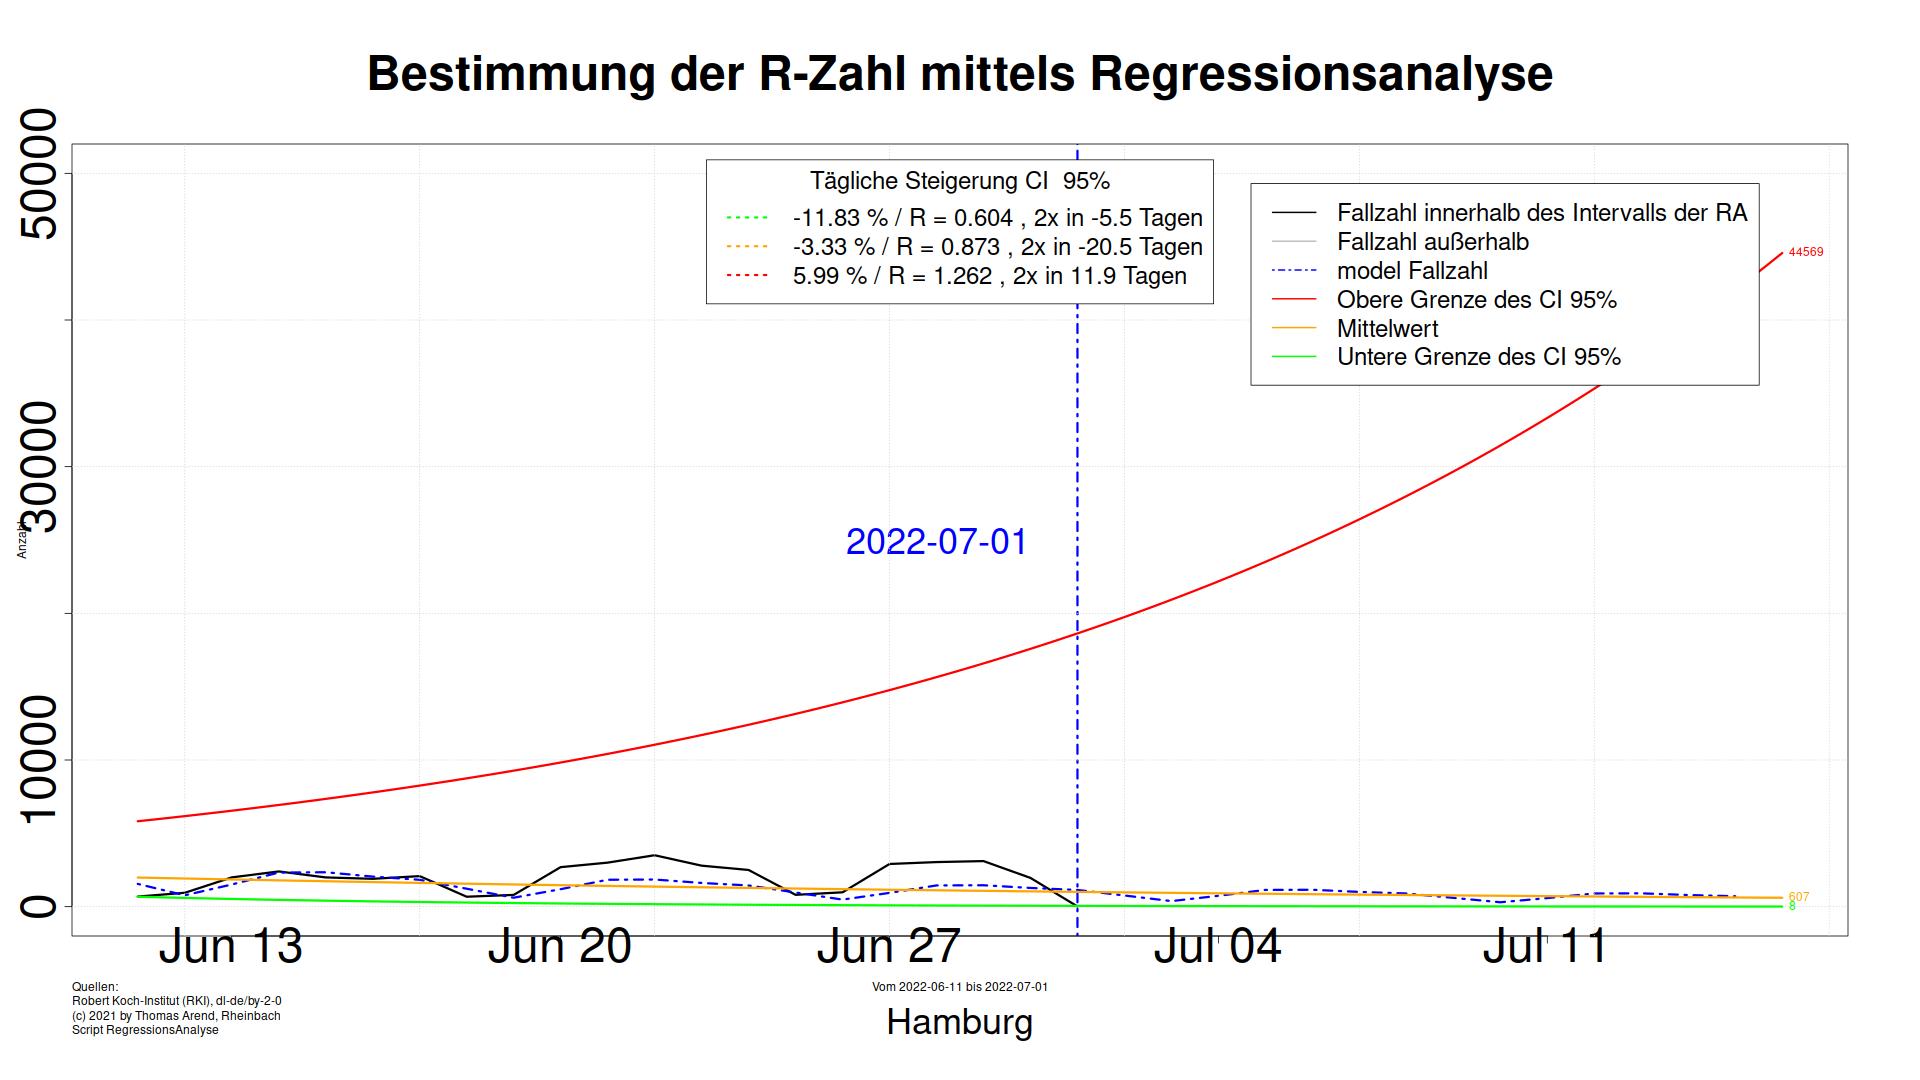 Bestimmung der R-Zahl mittels Regressionsanalyse
50000
30000
10000
0
Anzahl
Tägliche Steigerung CI  95%
-11.83 % / R = 0.604 , 2x in -5.5 Tagen
-3.33 % / R = 0.873 , 2x in -20.5 Tagen
5.99 % / R = 1.262 , 2x in 11.9 Tagen
Fallzahl innerhalb des Intervalls der RA
Fallzahl außerhalb
model Fallzahl
Obere Grenze des CI 95%
Mittelwert
Untere Grenze des CI 95%
44569
2022-07-01
607
8
Jun 13
Jun 20
Jun 27
Jul 04
Jul 11
Quellen:
Robert Koch-Institut (RKI), dl-de/by-2-0
(c) 2021 by Thomas Arend, Rheinbach
Script RegressionsAnalyse
Vom 2022-06-11 bis 2022-07-01
Hamburg